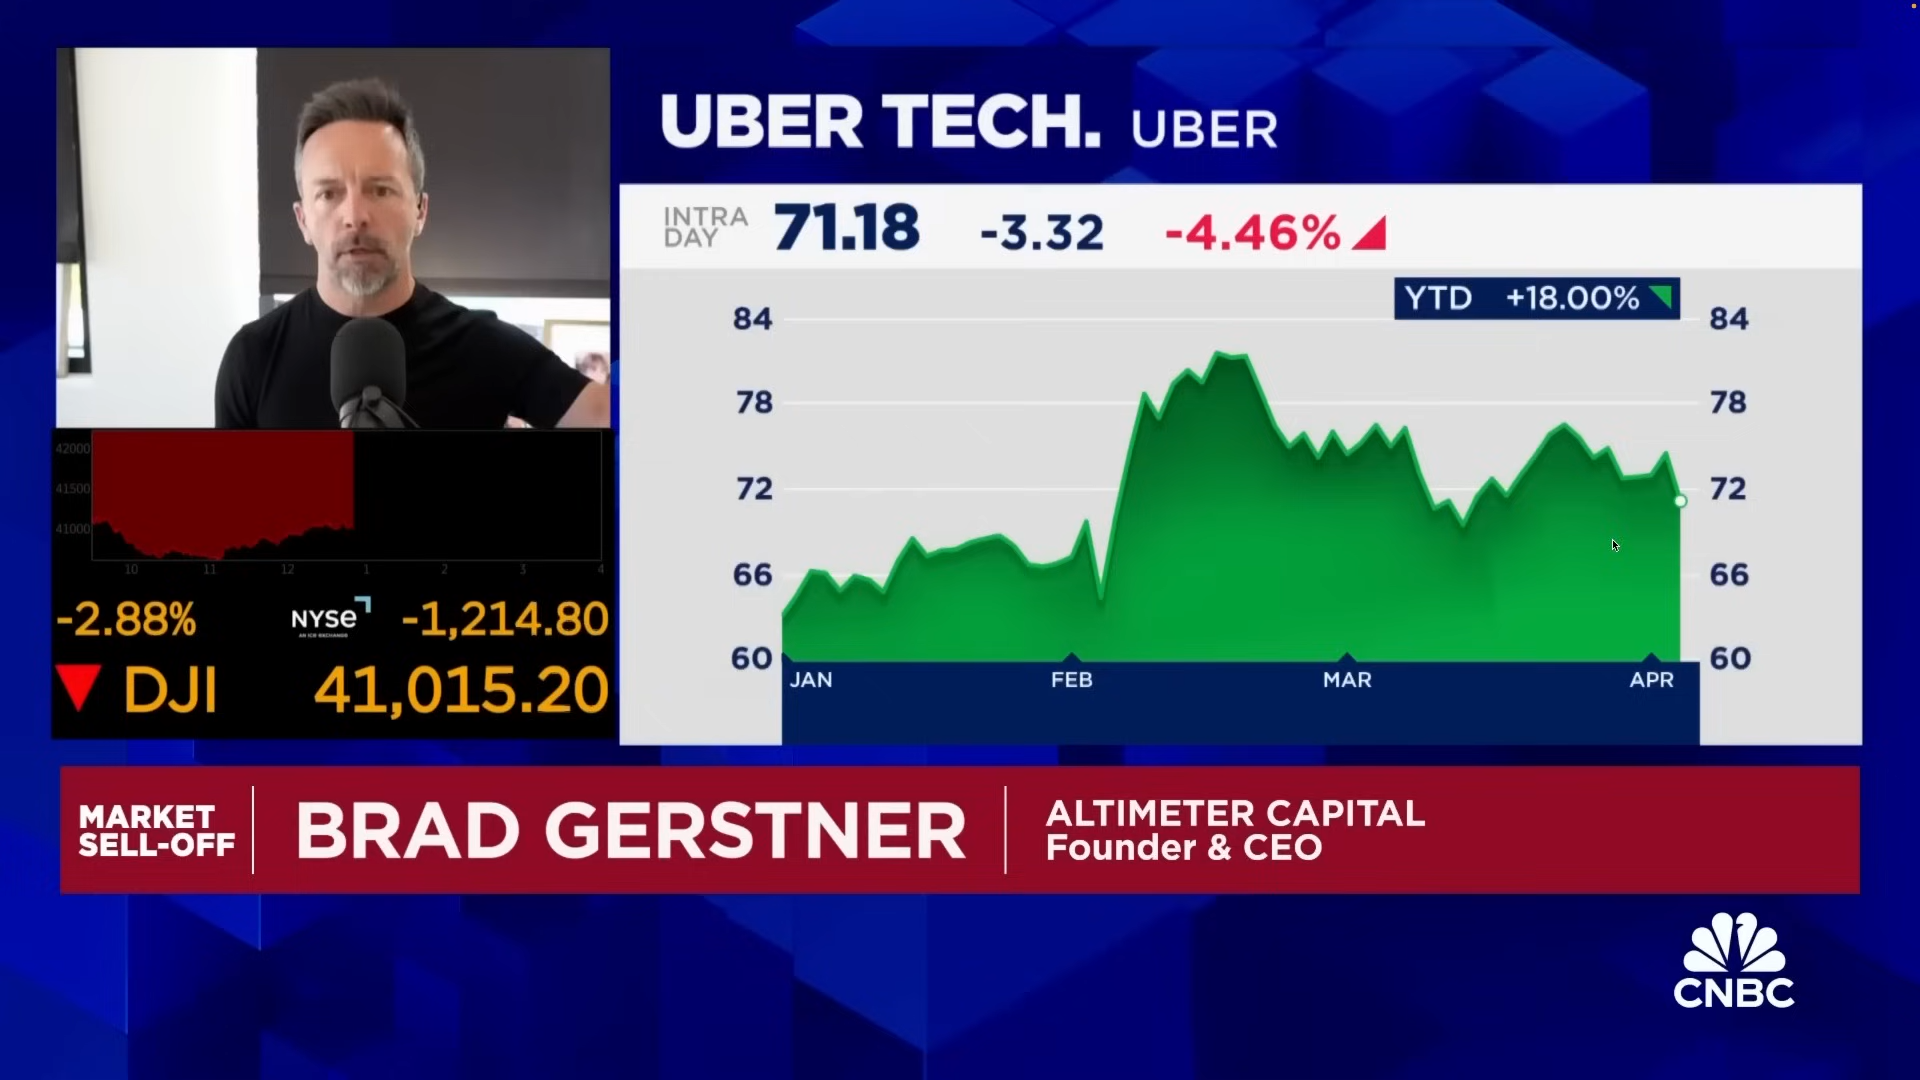 UBER TECH. UBER
INTRA
DAY
71.18 -3.32 -4.46%
YTD +18.00%
84 84
78 78
72 72
66 66
60 60
JAN FEB MAR APR
42000
41500
41000
10 11 12 1 2 3 4
-2.88% NYSE -1,214.80
AN ICE EXCHANGE
DJI 41,015.20
MARKET
SELL-OFF
BRAD GERSTNER
ALTIMETER CAPITAL
Founder & CEO
CNBC